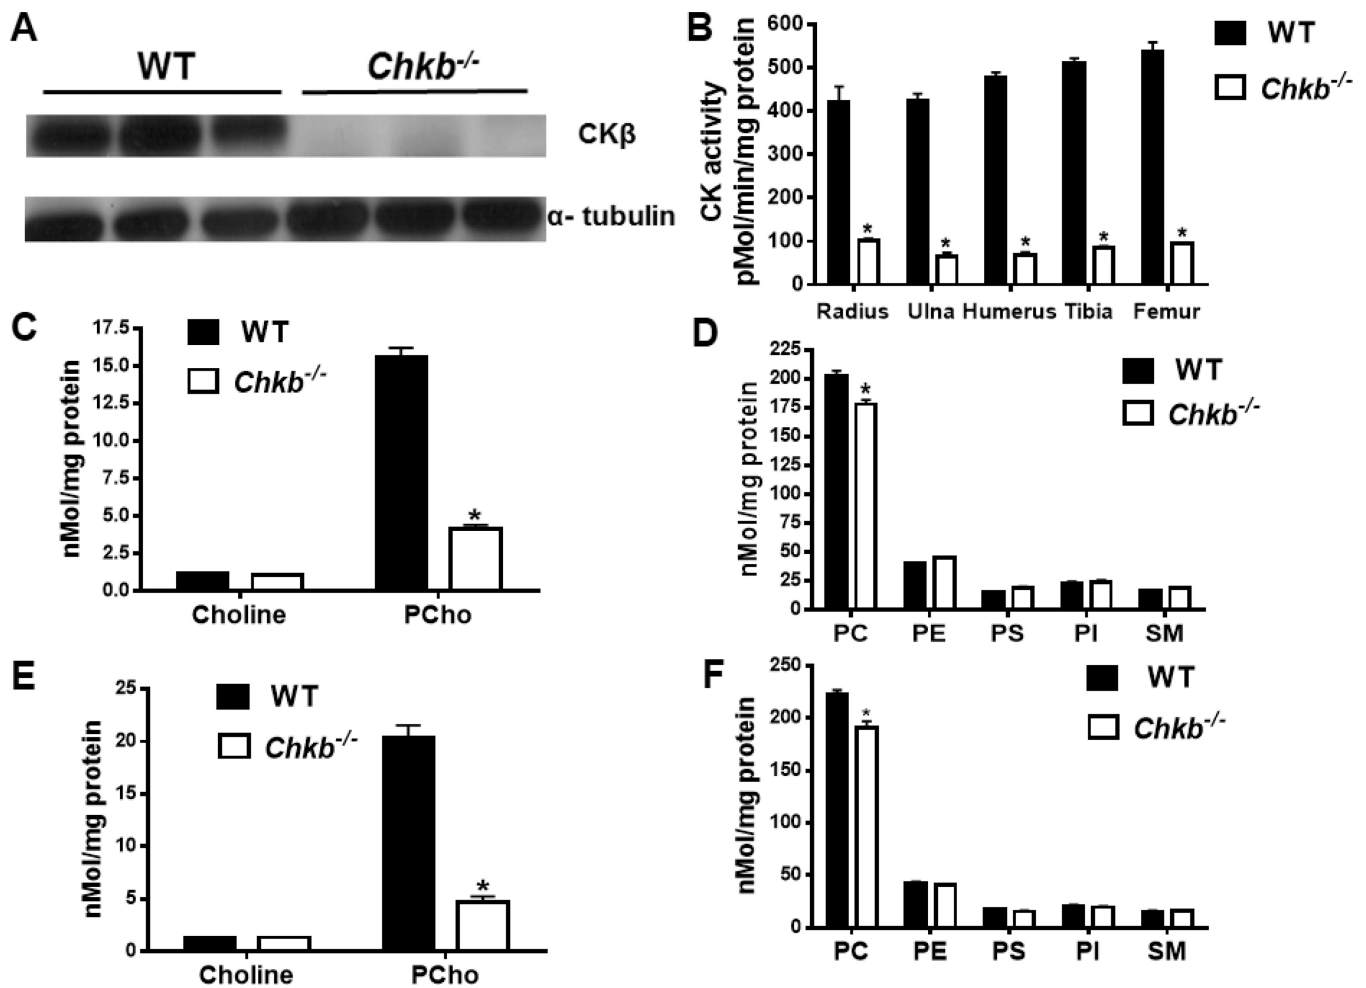 A
WT
Chkb-/-
CKβ
α- tubulin
B
CK activity
pMol/min/mg protein
600
500
400
300
200
100
0
*
*
*
*
*
Radius
Ulna
Humerus
Tibia
Femur
WT
Chkb-/-
C
nMol/mg protein
17.5
15.0
12.5
10.0
7.5
5.0
2.5
0.0
WT
Chkb-/-
*
Choline
PCho
D
nMol/mg protein
225
200
175
150
125
100
75
50
25
0
*
WT
Chkb-/-
PC
PE
PS
PI
SM
E
nMol/mg protein
25
20
15
10
5
0
WT
Chkb-/-
*
Choline
PCho
F
nMol/mg protein
250
200
150
100
50
0
*
WT
Chkb-/-
PC
PE
PS
PI
SM